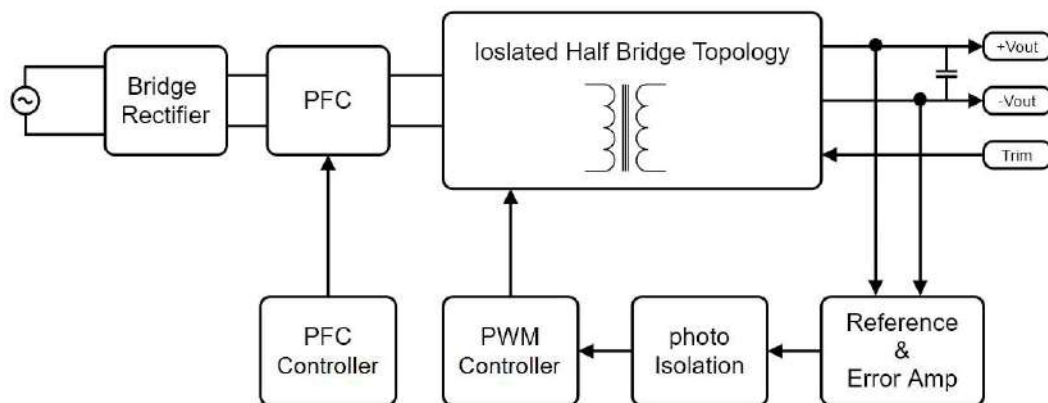 Ioslated Half Bridge Topology
+Vout
Bridge
Rectifier
PFC
-Vout
Trim
PFC
Controller
PWM
Controller
photo
Isolation
Reference
&
Error Amp